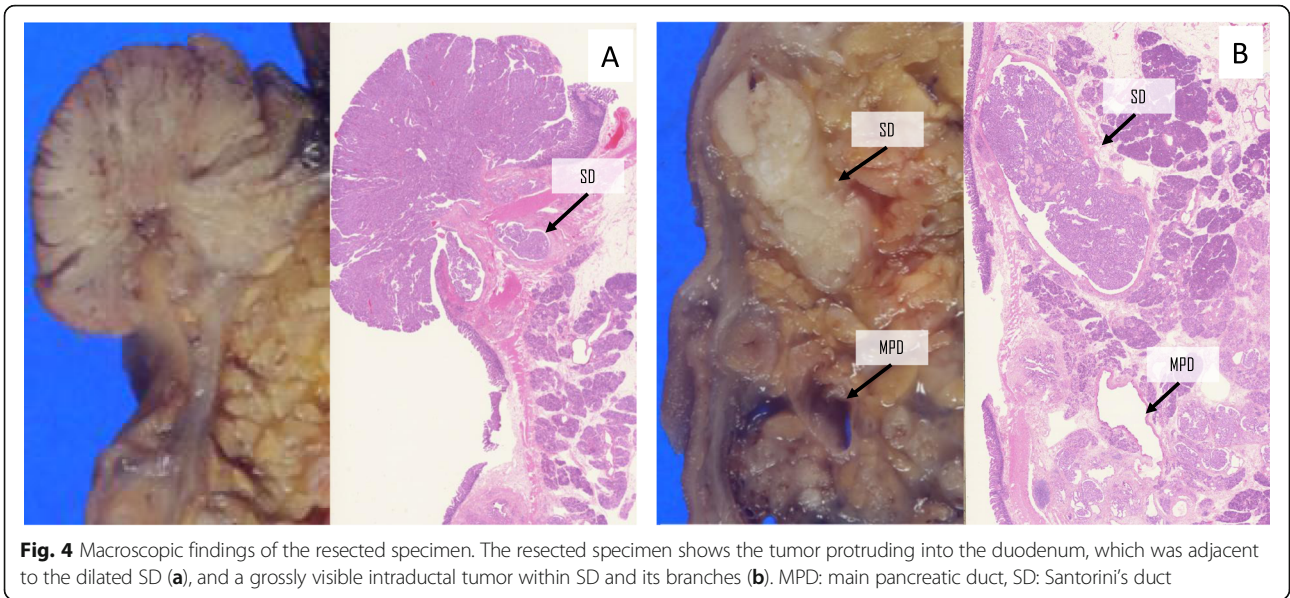 A
SD
B
SD
SD
MPD
MPD
Fig. 4 Macroscopic findings of the resected specimen. The resected specimen shows the tumor protruding into the duodenum, which was adjacent
to the dilated SD (a), and a grossly visible intraductal tumor within SD and its branches (b). MPD: main pancreatic duct, SD: Santorini’s duct